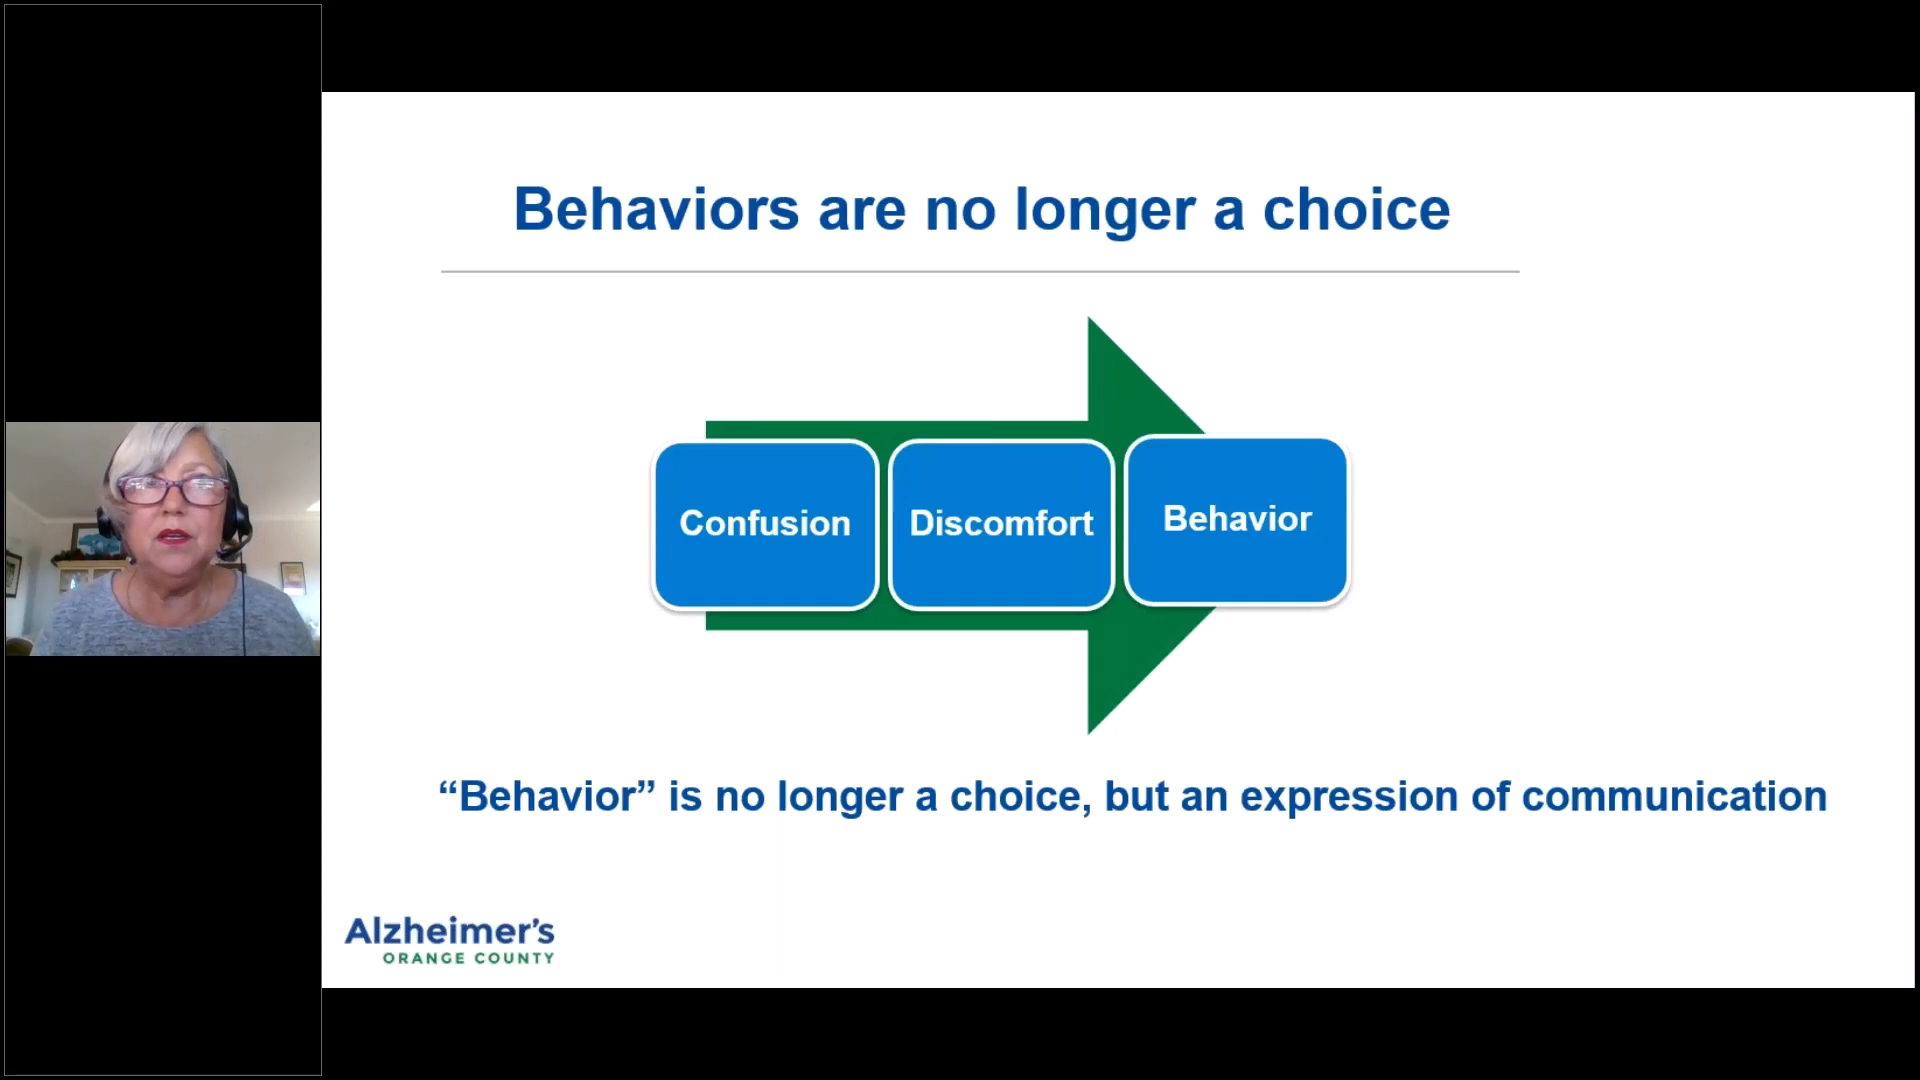 Behaviors are no longer a choice
Confusion
Discomfort
Behavior
“Behavior” is no longer a choice, but an expression of communication
Alzheimer’s
ORANGE COUNTY